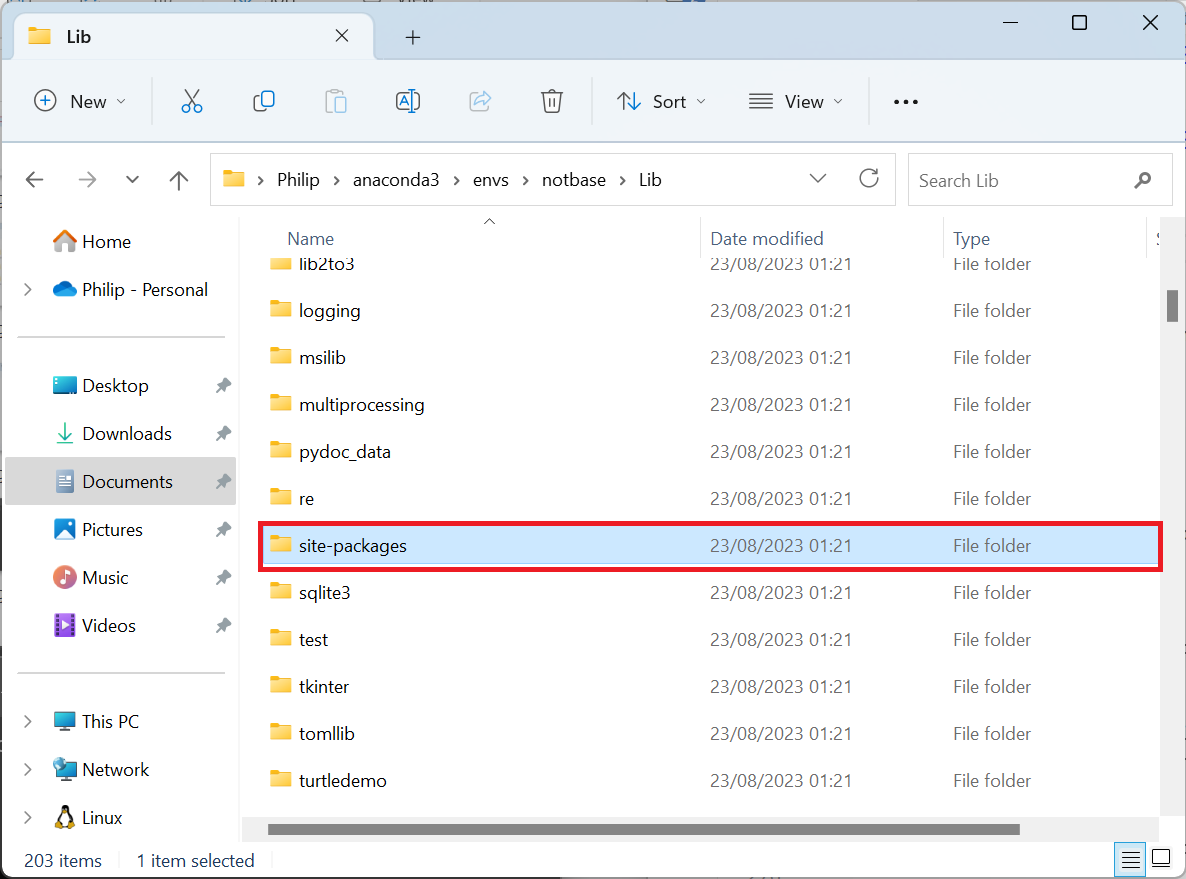 Lib
New
Sort
View
Philip
anaconda3
envs
notbase
Lib
Search Lib
Home
Philip - Personal
Desktop
Downloads
Documents
Pictures
Music
Videos
This PC
Network
Linux
Name Date modified Type
lib2to3 23/08/2023 01:21 File folder
logging 23/08/2023 01:21 File folder
msilib 23/08/2023 01:21 File folder
multiprocessing 23/08/2023 01:21 File folder
pydoc_data 23/08/2023 01:21 File folder
re 23/08/2023 01:21 File folder
site-packages 23/08/2023 01:21 File folder
sqlite3 23/08/2023 01:21 File folder
test 23/08/2023 01:21 File folder
tkinter 23/08/2023 01:21 File folder
tomllib 23/08/2023 01:21 File folder
turtledemo 23/08/2023 01:21 File folder
203 items 1 item selected